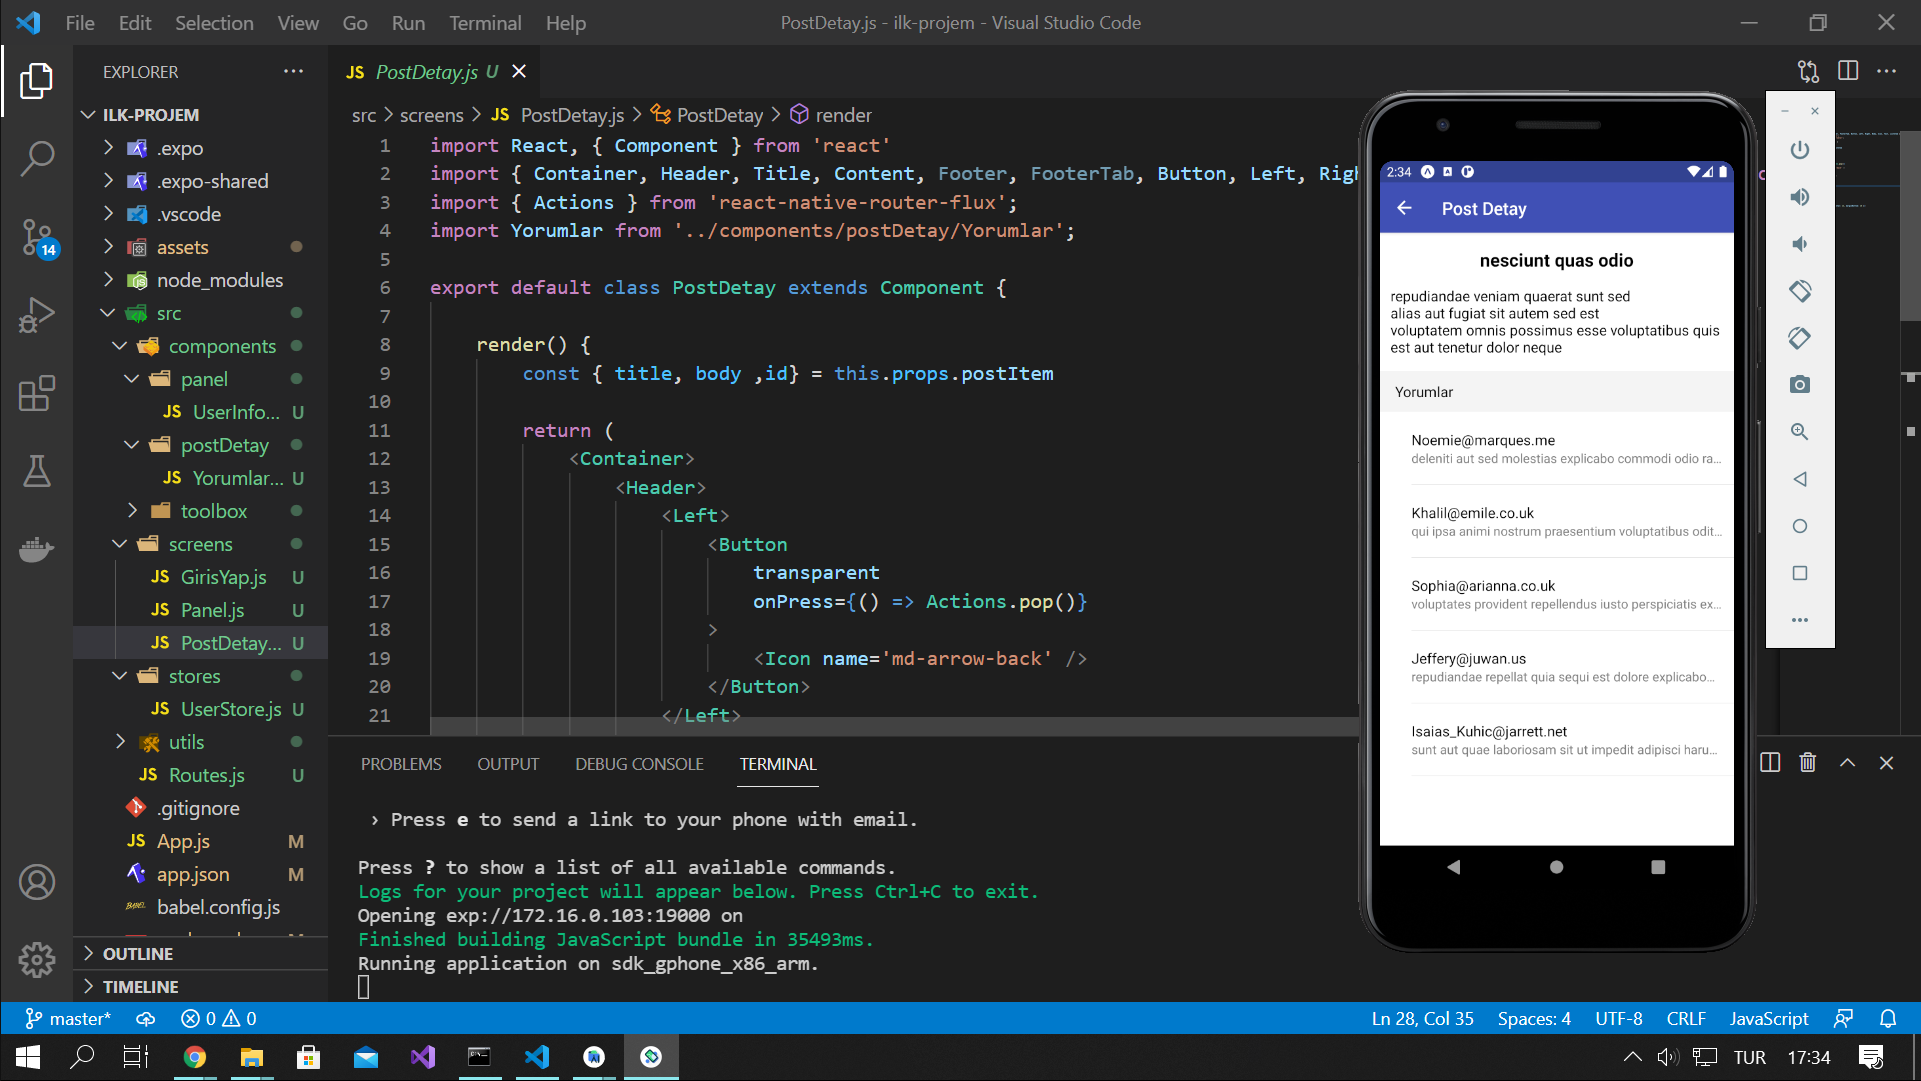 File Edit Selection View Go Run Terminal Help
PostDetay.js - ilk-projem - Visual Studio Code
EXPLORER
ILK-PROJEM
.expo
.expo-shared
.vscode
assets
node_modules
src
components
panel
JS UserInfo... U
postDetay
JS Yorumlar... U
toolbox
screens
JS GirisYap.js U
JS Panel.js U
JS PostDetay... U
stores
JS UserStore.js U
utils
JS Routes.js U
.gitignore
JS App.js M
app.json M
BABEL babel.config.js
OUTLINE
TIMELINE
14
JS PostDetay.js U
src > screens > JS PostDetay.js > PostDetay > render
1 import React, { Component } from 'react'
2 import { Container, Header, Title, Content, Footer, FooterTab, Button, Left, Righ
3 import { Actions } from 'react-native-router-flux';
4 import Yorumlar from '../components/postDetay/Yorumlar';
5
6 export default class PostDetay extends Component {
7
8 render() {
9 const { title, body ,id} = this.props.postItem
10
11 return (
12 <Container>
13 <Header>
14 <Left>
15 <Button
16 transparent
17 onPress={() => Actions.pop()}
18 >
19 <Icon name='md-arrow-back' />
20 </Button>
21 </Left>
PROBLEMS OUTPUT DEBUG CONSOLE TERMINAL
› Press e to send a link to your phone with email.
Press ? to show a list of all available commands.
Logs for your project will appear below. Press Ctrl+C to exit.
Opening exp://172.16.0.103:19000 on
Finished building JavaScript bundle in 35493ms.
Running application on sdk_gphone_x86_arm.
2:34
Post Detay
nesciunt quas odio
repudiandae veniam quaerat sunt sed
alias aut fugiat sit autem sed est
voluptatem omnis possimus esse voluptatibus quis
est aut tenetur dolor neque
Yorumlar
Noemie@marques.me
deleniti aut sed molestias explicabo commodi odio ra...
Khalil@emile.co.uk
qui ipsa animi nostrum praesentium voluptatibus odit...
Sophia@arianna.co.uk
voluptates provident repellendus iusto perspiciatis ex...
Jeffery@juwan.us
repudiandae repellat quia sequi est dolore explicabo...
Isaias_Kuhic@jarrett.net
sunt aut quae laboriosam sit ut impedit adipisci haru...
master* 0 0
Ln 28, Col 35 Spaces: 4 UTF-8 CRLF JavaScript
TUR 17:34